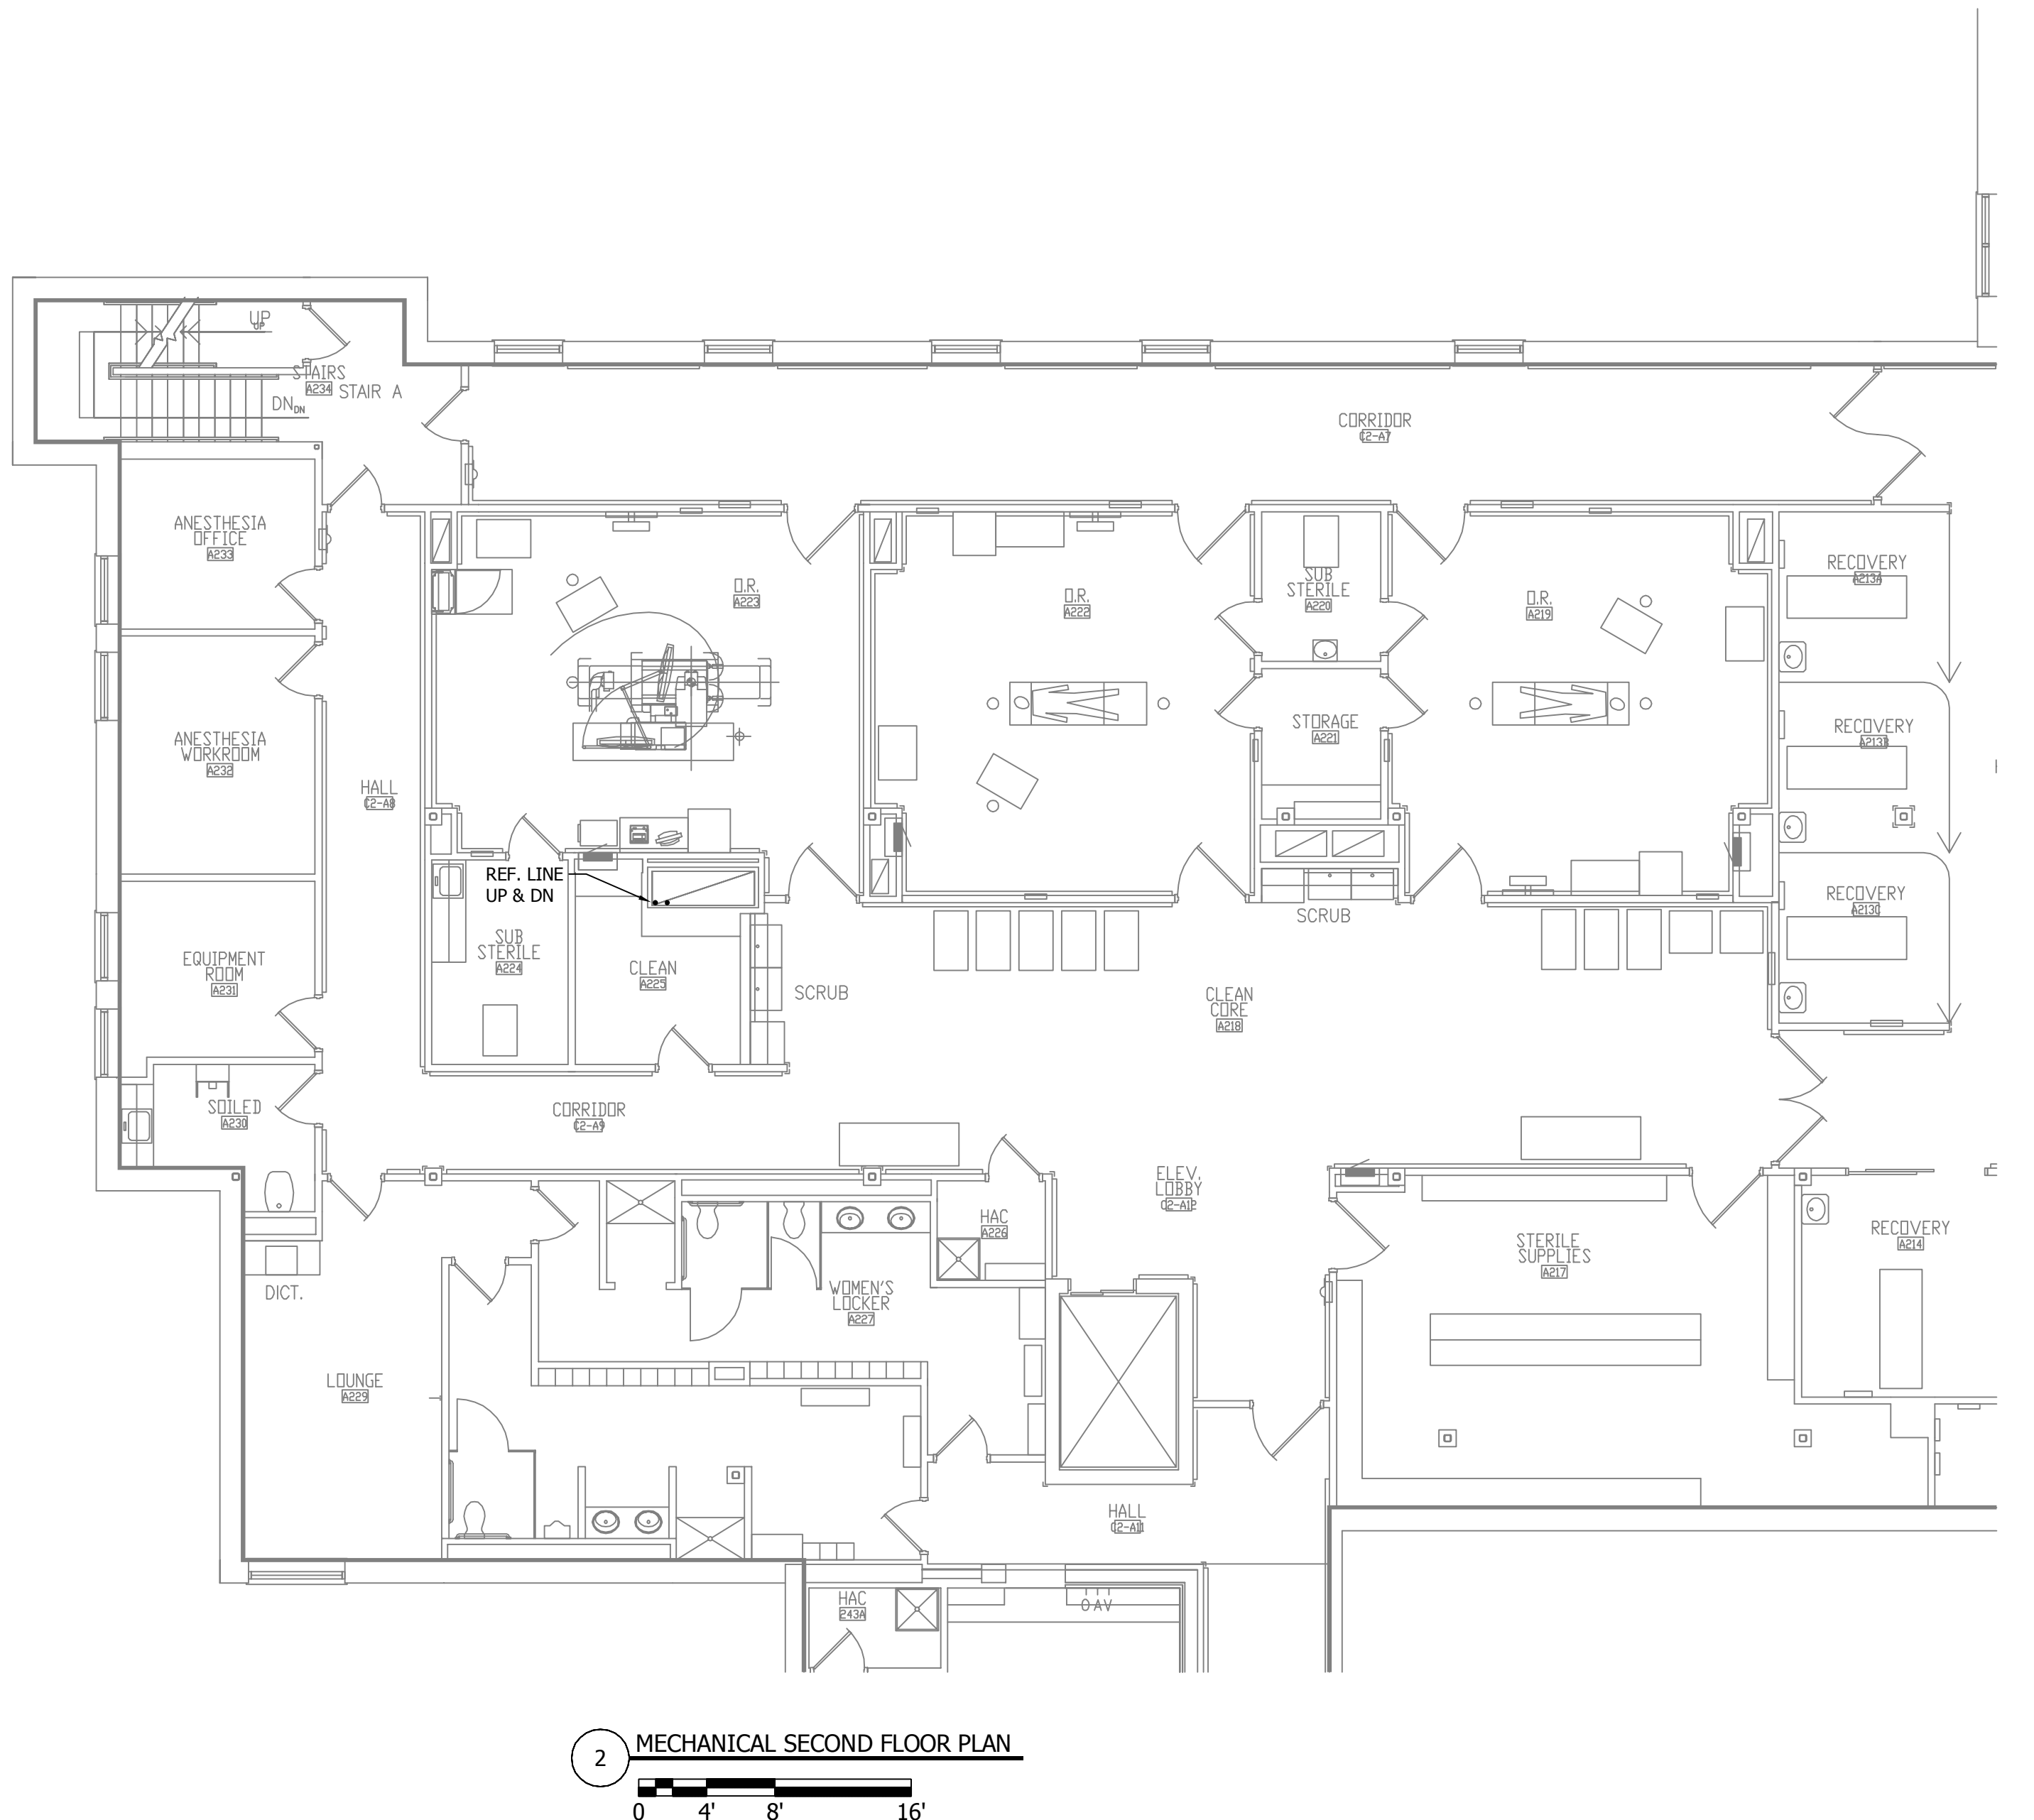 UP
UP
STAIRS
A234
STAIR A
DN
DN
CORRIDOR
C2-A7
ANESTHESIA
OFFICE
A233
O.R.
A223
O.R.
A222
SUB
STERILE
A220
O.R.
A219
RECOVERY
A213A
ANESTHESIA
WORKROOM
A232
HALL
C2-A8
STORAGE
A221
RECOVERY
A213B
REF. LINE
UP & DN
SCRUB
RECOVERY
A213C
EQUIPMENT
ROOM
A231
SUB
STERILE
A224
CLEAN
A225
SCRUB
CLEAN
CORE
A218
SOILED
A230
CORRIDOR
C2-A9
ELEV.
LOBBY
C2-A12
HAC
A226
STERILE
SUPPLIES
A217
RECOVERY
A214
DICT.
WOMEN'S
LOCKER
A227
LOUNGE
A229
HALL
C2-A11
HAC
243A
O AV
2
MECHANICAL SECOND FLOOR PLAN
0 4' 8' 16'